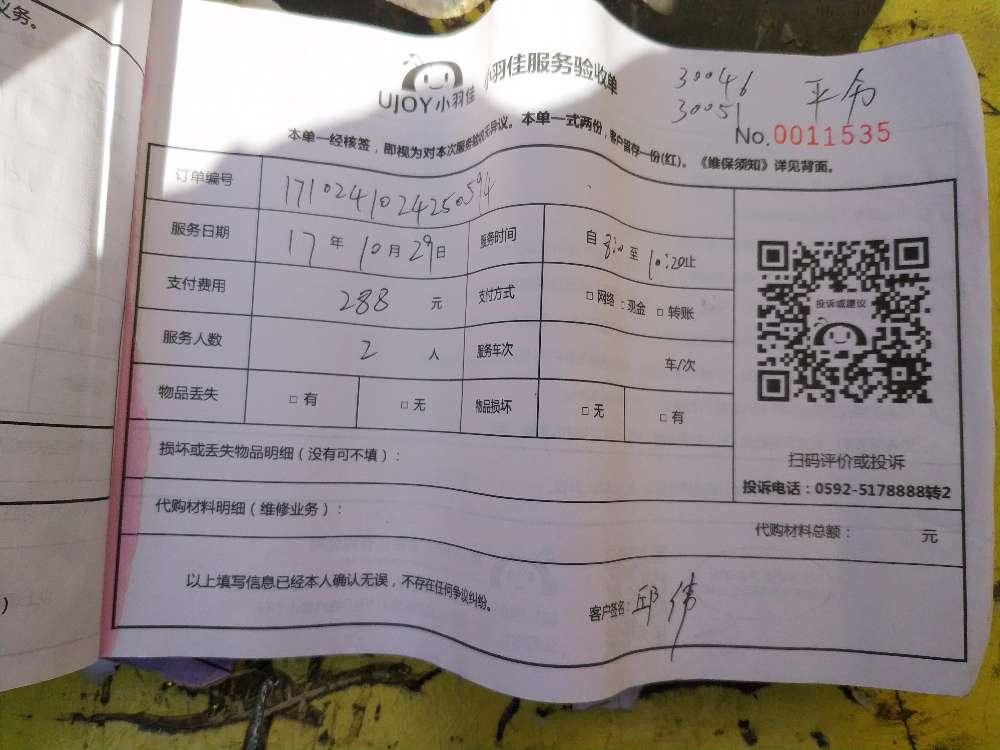 义务。
UJOY小羽佳 小羽佳服务验收单
30046
30051
No.0011535
本单一经核签，即视为对本次服务验收无异议。本单一式两份，客户留存一份(红)。《维保须知》详见背面。
订单编号 1710241024250594
服务日期 17 年 10 月 29 日 服务时间 自 8:20 至 10:20 止
支付费用 288 元 支付方式 □ 网络 □ 现金 □ 转账
服务人数 2 人 服务车次 车/次
物品丢失 □ 有 □ 无 物品损坏 □ 无 □ 有
投诉或建议
扫码评价或投诉
投诉电话：0592-5178888转2
损坏或丢失物品明细（没有可不填）：
代购材料明细（维修业务）： 代购材料总额： 元
以上填写信息已经本人确认无误，不存在任何争议纠纷。 客户签名：邱伟